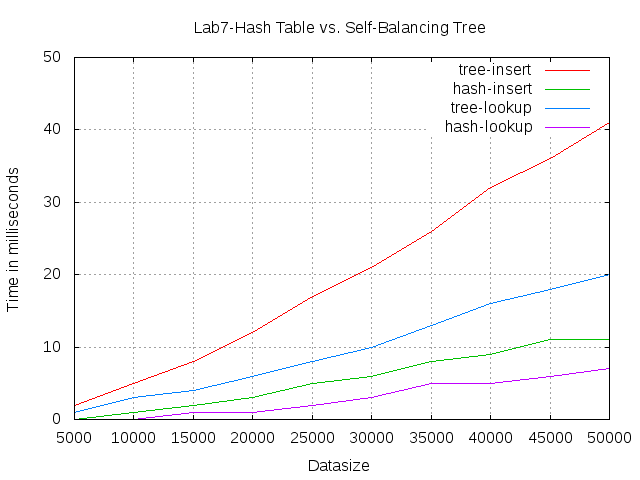 Lab7-Hash Table vs. Self-Balancing Tree
50
40
30
20
10
0
Time in milliseconds
tree-insert
hash-insert
tree-lookup
hash-lookup
5000 10000 15000 20000 25000 30000 35000 40000 45000 50000
Datasize